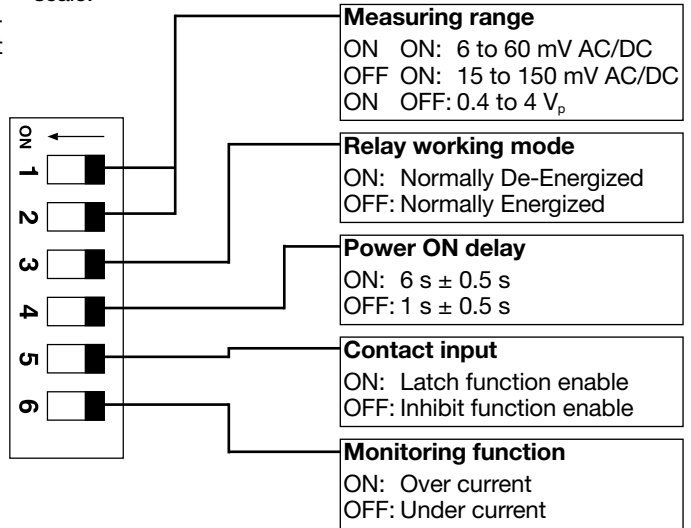 Measuring range
ON ON: 6 to 60 mV AC/DC
OFF ON: 15 to 150 mV AC/DC
ON OFF: 0.4 to 4 Vp
ON
1
2
3
4
5
6
Relay working mode
ON: Normally De-Energized
OFF: Normally Energized
Power ON delay
ON: 6 s ± 0.5 s
OFF: 1 s ± 0.5 s
Contact input
ON: Latch function enable
OFF: Inhibit function enable
Monitoring function
ON: Over current
OFF: Under current